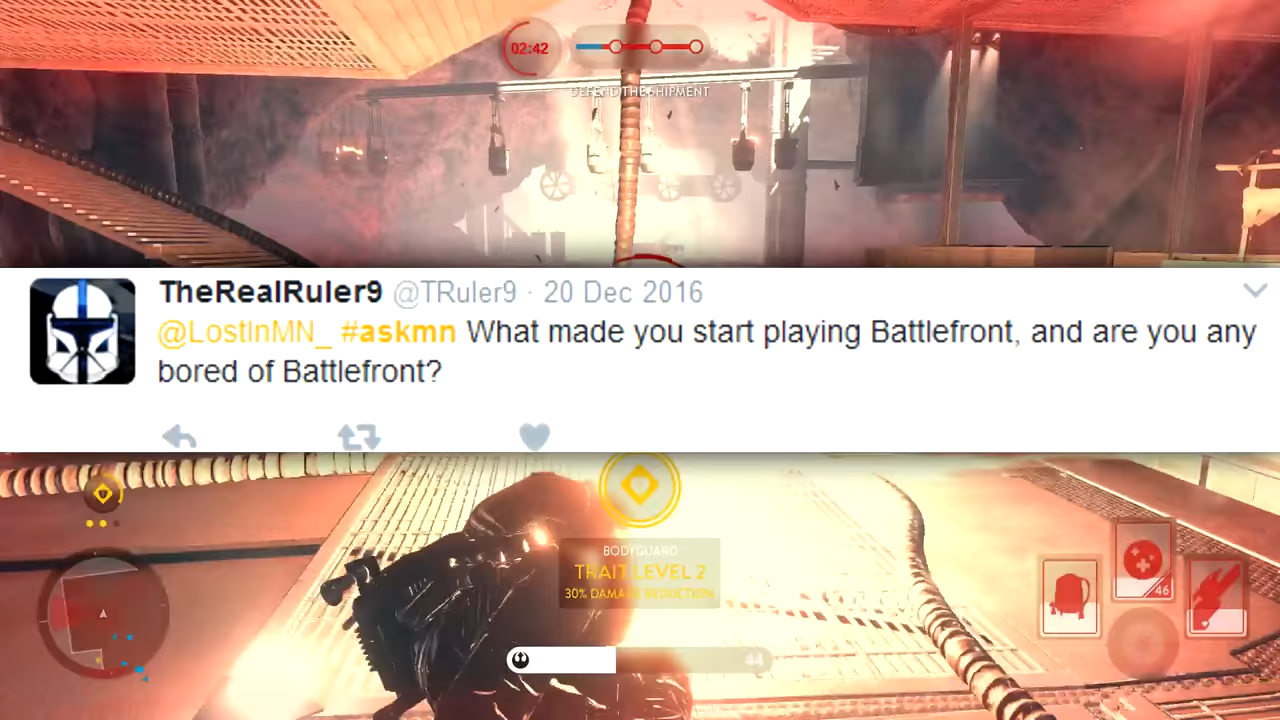 02:42
DEFEND THE SHIPMENT
TheRealRuler9 @TRuler9 · 20 Dec 2016
@LostInMN_ #askmn What made you start playing Battlefront, and are you any
bored of Battlefront?
BODYGUARD
TRAIT LEVEL 2
30% DAMAGE REDUCTION
46
44